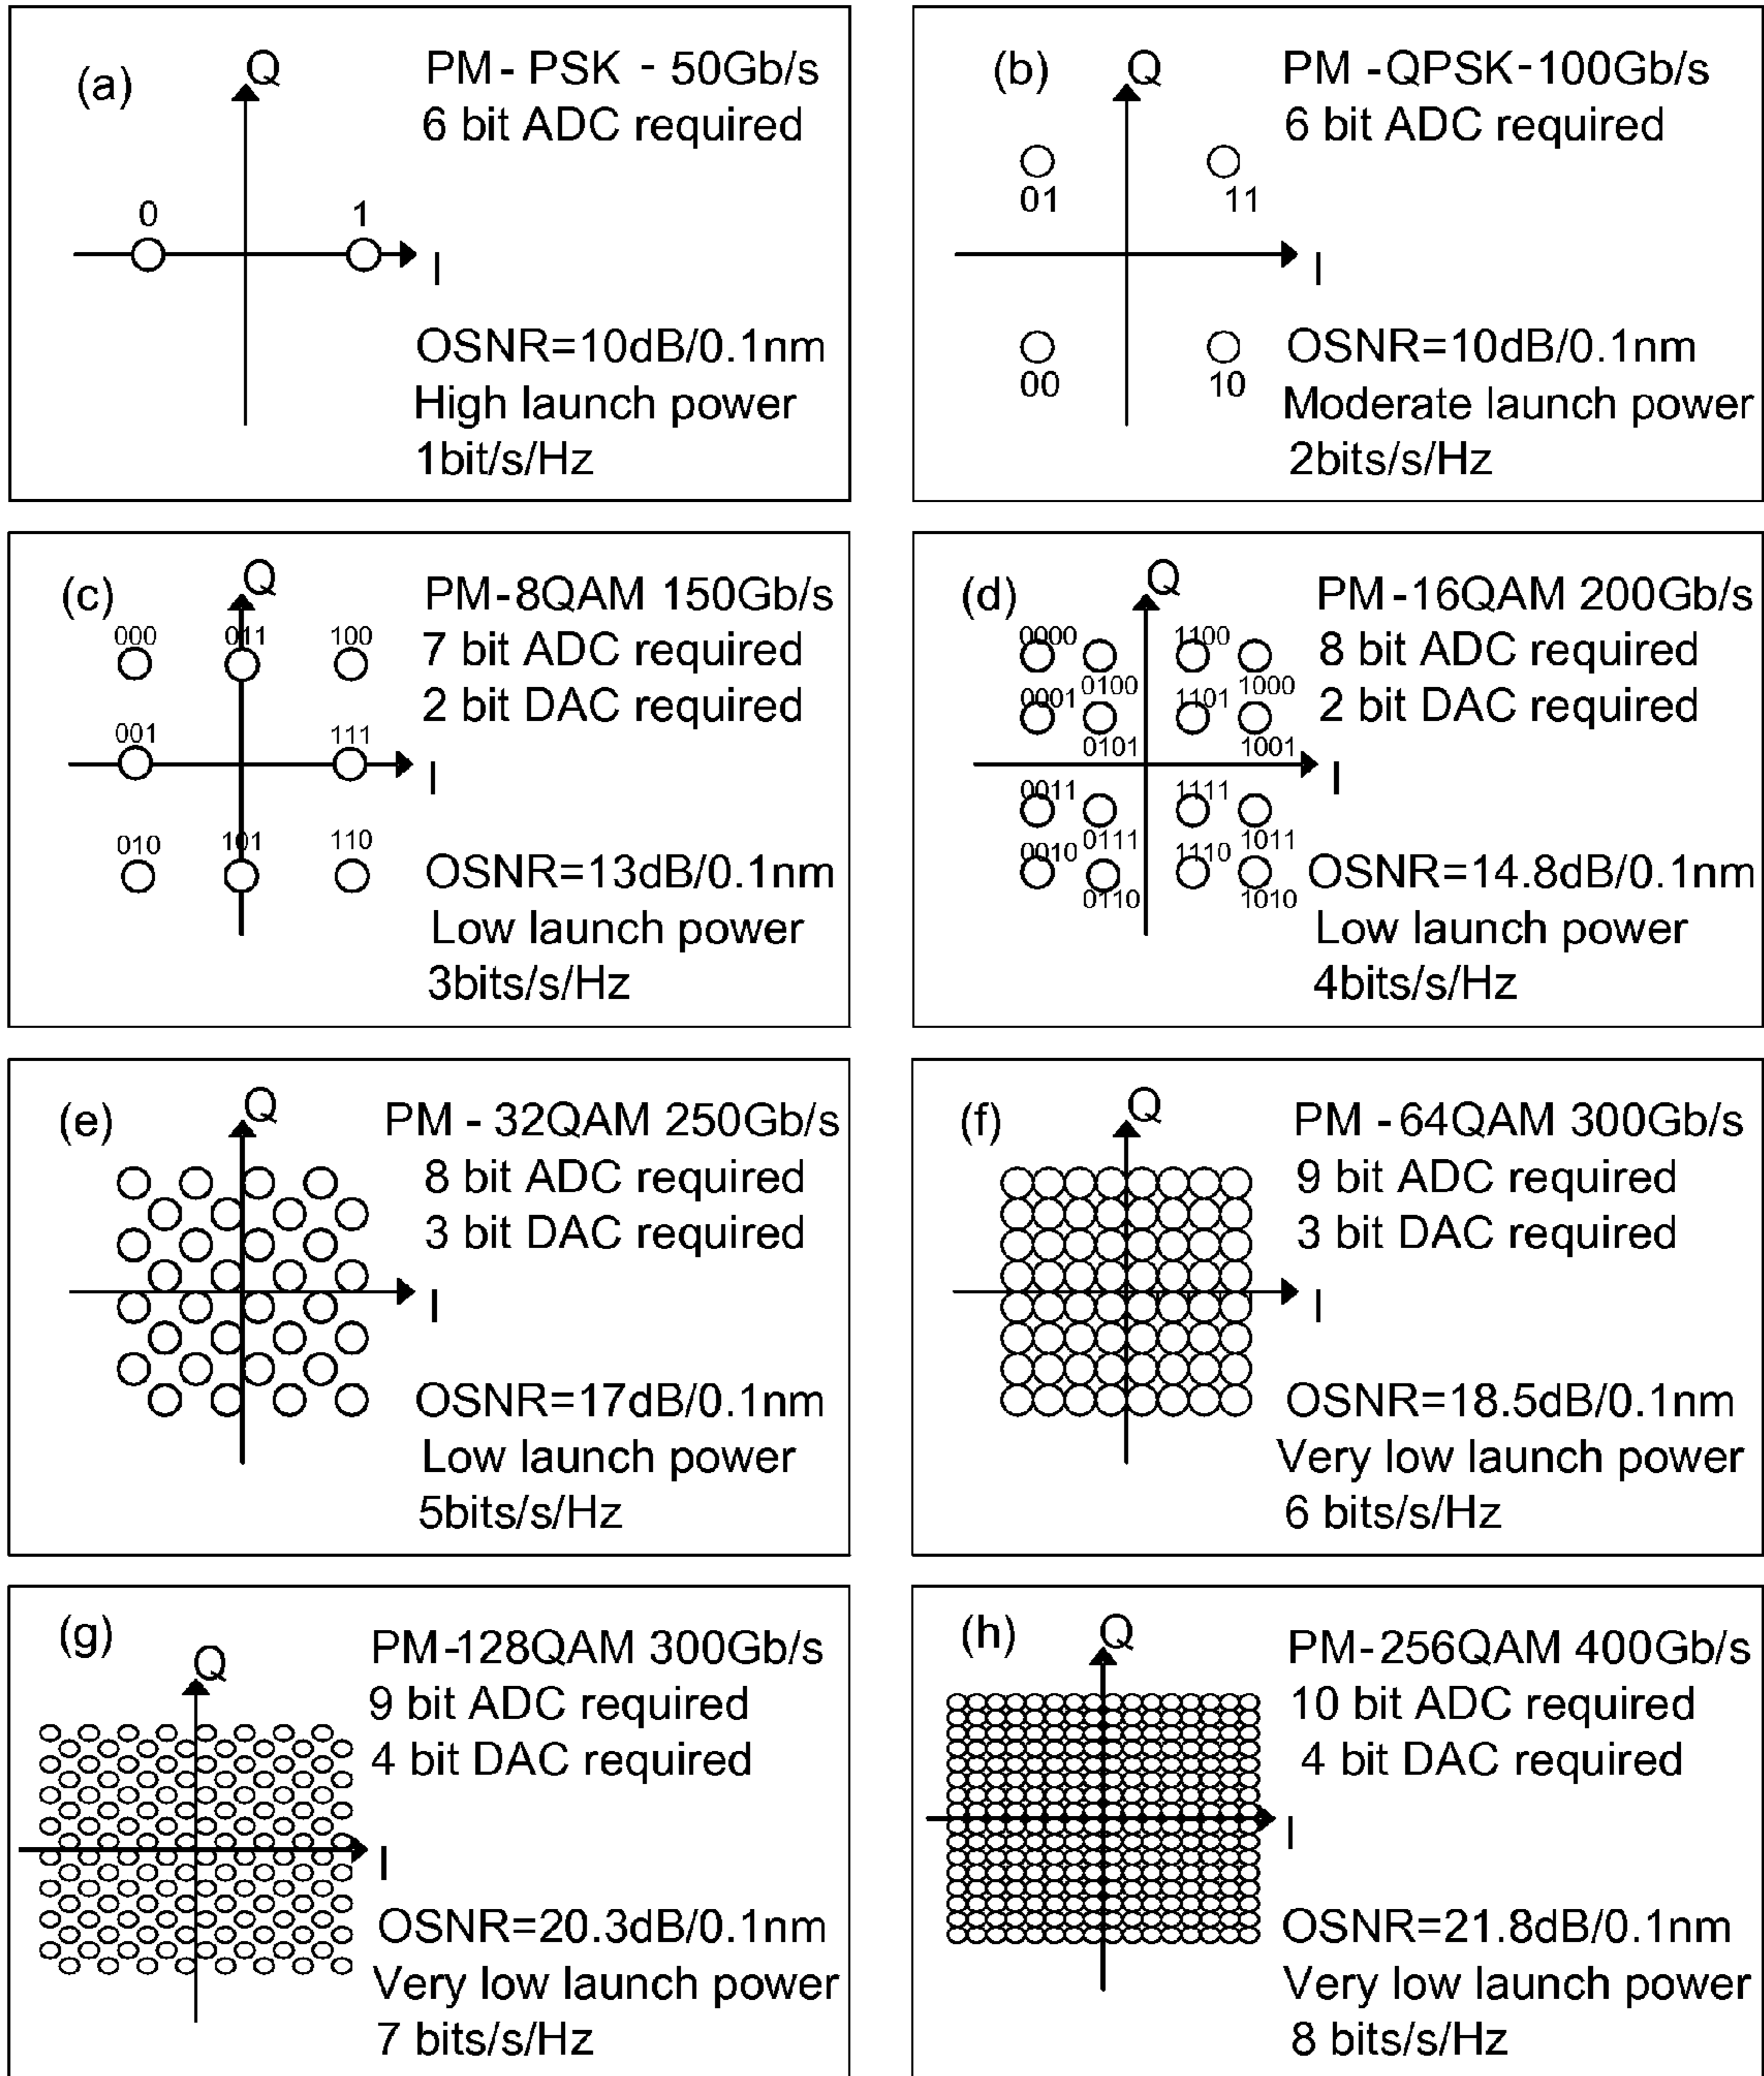 (a)
Q
PM- PSK - 50Gb/s
6 bit ADC required
0
1
I
OSNR=10dB/0.1nm
High launch power
1bit/s/Hz
(b)
Q
PM -QPSK-100Gb/s
6 bit ADC required
01
11
I
00
10
OSNR=10dB/0.1nm
Moderate launch power
2bits/s/Hz
(c)
Q
PM-8QAM 150Gb/s
7 bit ADC required
2 bit DAC required
000
011
100
001
111
I
010
101
110
OSNR=13dB/0.1nm
Low launch power
3bits/s/Hz
(d)
Q
PM-16QAM 200Gb/s
8 bit ADC required
2 bit DAC required
0000
1100
0100
1000
0001
1101
0101
1001
I
0011
1111
0111
1011
0010
1110
0110
1010
OSNR=14.8dB/0.1nm
Low launch power
4bits/s/Hz
(e)
Q
PM - 32QAM 250Gb/s
8 bit ADC required
3 bit DAC required
I
OSNR=17dB/0.1nm
Low launch power
5bits/s/Hz
(f)
Q
PM - 64QAM 300Gb/s
9 bit ADC required
3 bit DAC required
I
OSNR=18.5dB/0.1nm
Very low launch power
6 bits/s/Hz
(g)
Q
PM-128QAM 300Gb/s
9 bit ADC required
4 bit DAC required
I
OSNR=20.3dB/0.1nm
Very low launch power
7 bits/s/Hz
(h)
Q
PM-256QAM 400Gb/s
10 bit ADC required
4 bit DAC required
I
OSNR=21.8dB/0.1nm
Very low launch power
8 bits/s/Hz